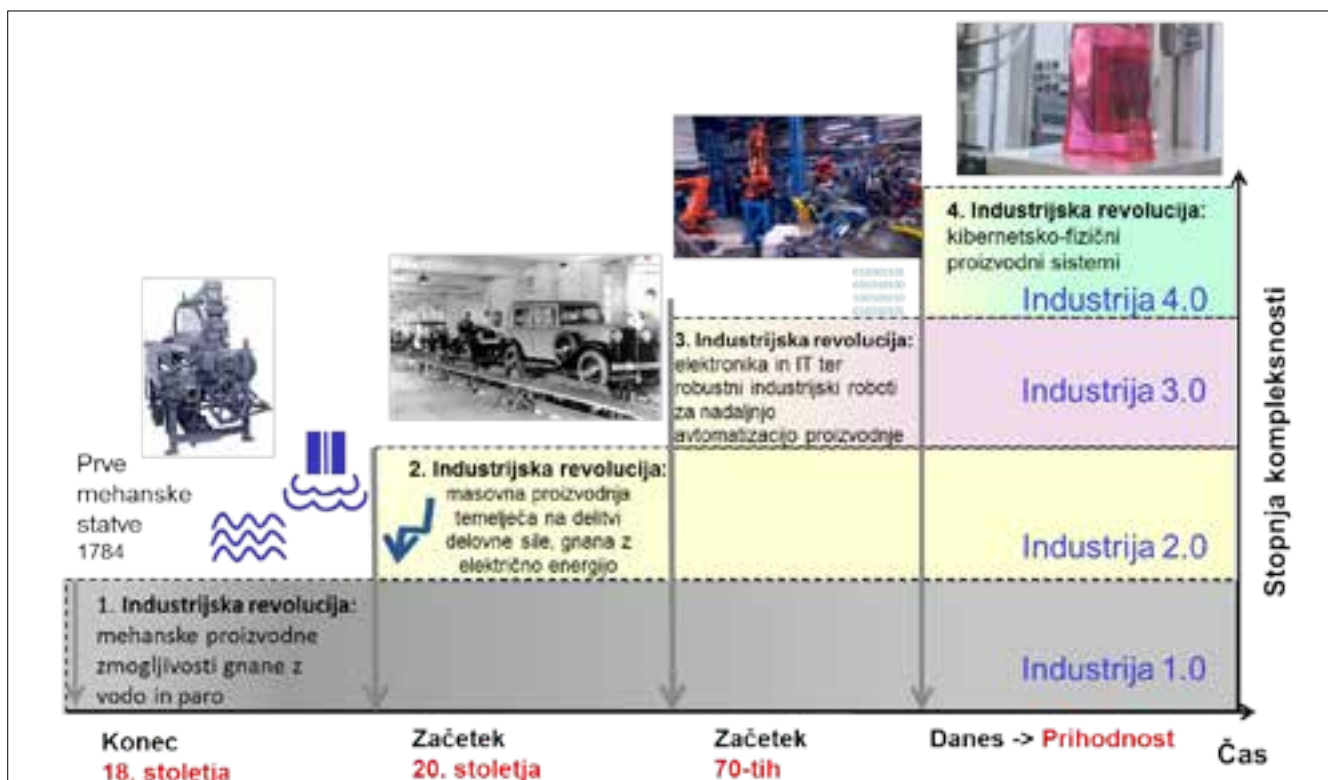 4. Industrijska revolucija:
kibernetsko-fizični
proizvodni sistemi
Industrija 4.0
3. Industrijska revolucija:
elektronika in IT ter
robustni industrijski roboti
za nadaljnjo
avtomatizacijo proizvodnje
Industrija 3.0
Prve
mehanske
statve
1784
2. Industrijska revolucija:
masovna proizvodnja
temelječa na delitvi
delovne sile, gnana z
električno energijo
Industrija 2.0
1. Industrijska revolucija:
mehanske proizvodne
zmogljivosti gnane z
vodo in paro
Industrija 1.0
Stopnja kompleksnosti
Konec
18. stoletja
Začetek
20. stoletja
Začetek
70-tih
Danes -> Prihodnost
Čas